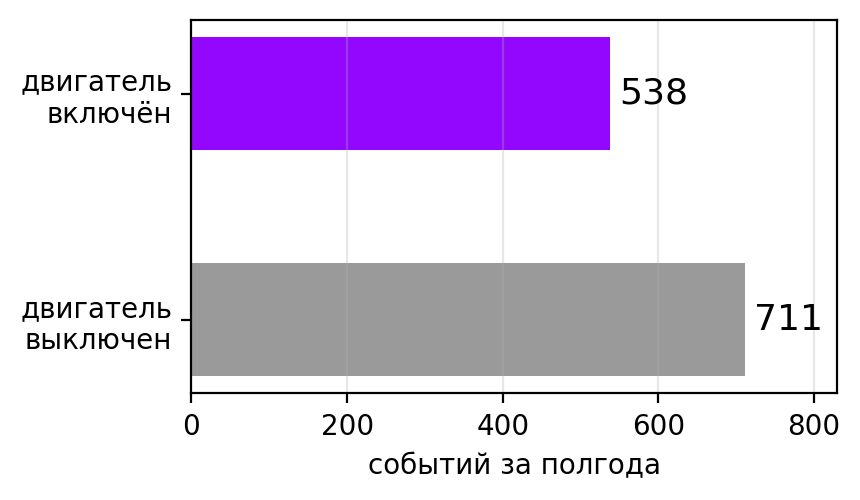 двигатель
включён
538
двигатель
выключен
711
0 200 400 600 800
событий за полгода